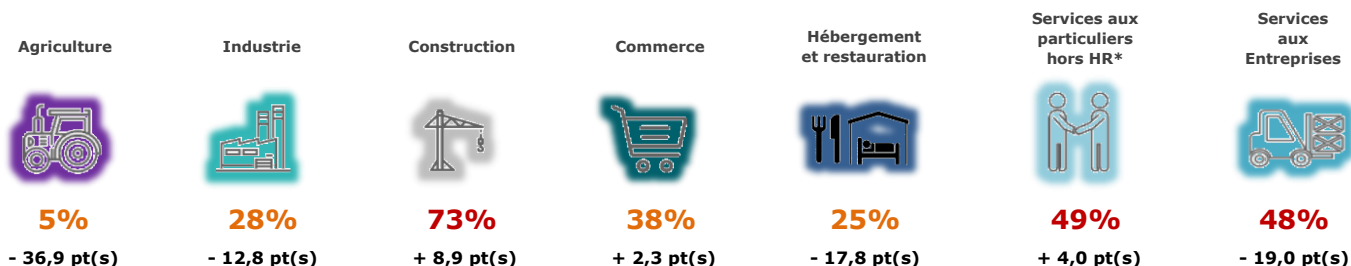 Agriculture
Industrie
Construction
Commerce
Hébergement
et restauration
Services aux
particuliers
hors HR*
Services
aux
Entreprises
5%
28%
73%
38%
25%
49%
48%
- 36,9 pt(s)
- 12,8 pt(s)
+ 8,9 pt(s)
+ 2,3 pt(s)
- 17,8 pt(s)
+ 4,0 pt(s)
- 19,0 pt(s)